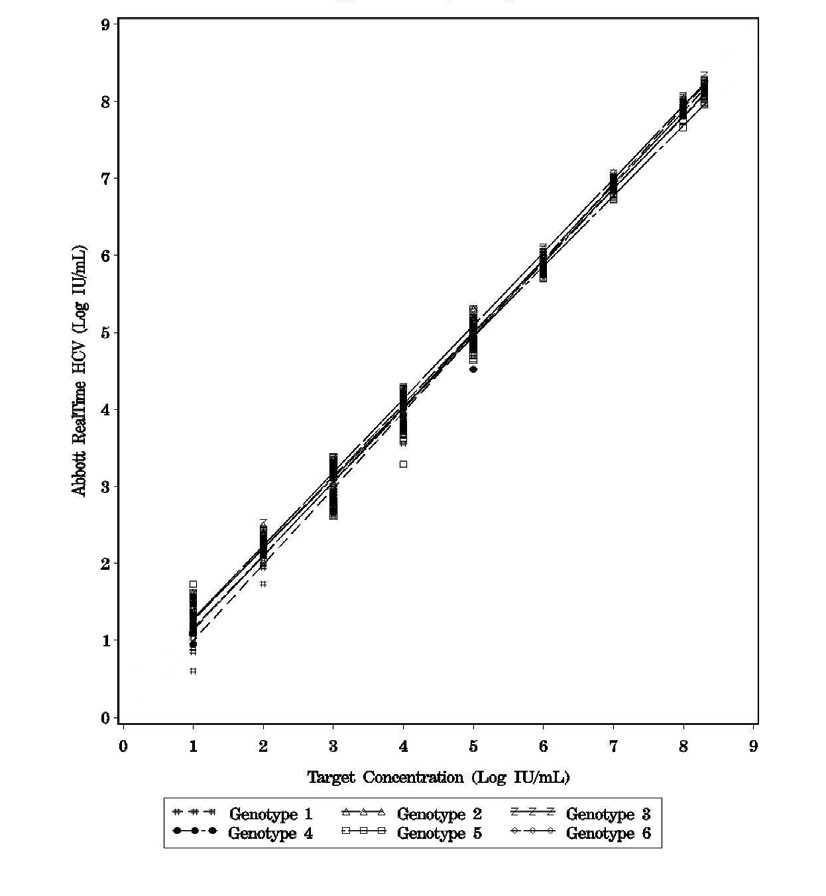 9
8
7
6
5
4
3
2
1
0
Abbott RealTime HCV (Log IU/mL)
0 1 2 3 4 5 6 7 8 9
Target Concentration (Log IU/mL)
Genotype 1 Genotype 2 Genotype 3
Genotype 4 Genotype 5 Genotype 6